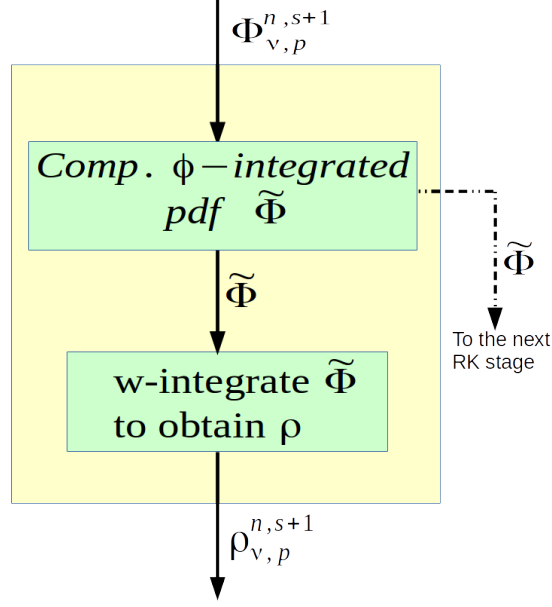 Φ^{n,s+1}_{ν,p}
Comp. ϕ−integrated
pdf Φ̃
Φ̃
Φ̃
To the next
RK stage
w-integrate Φ̃
to obtain ρ
ρ^{n,s+1}_{ν,p}